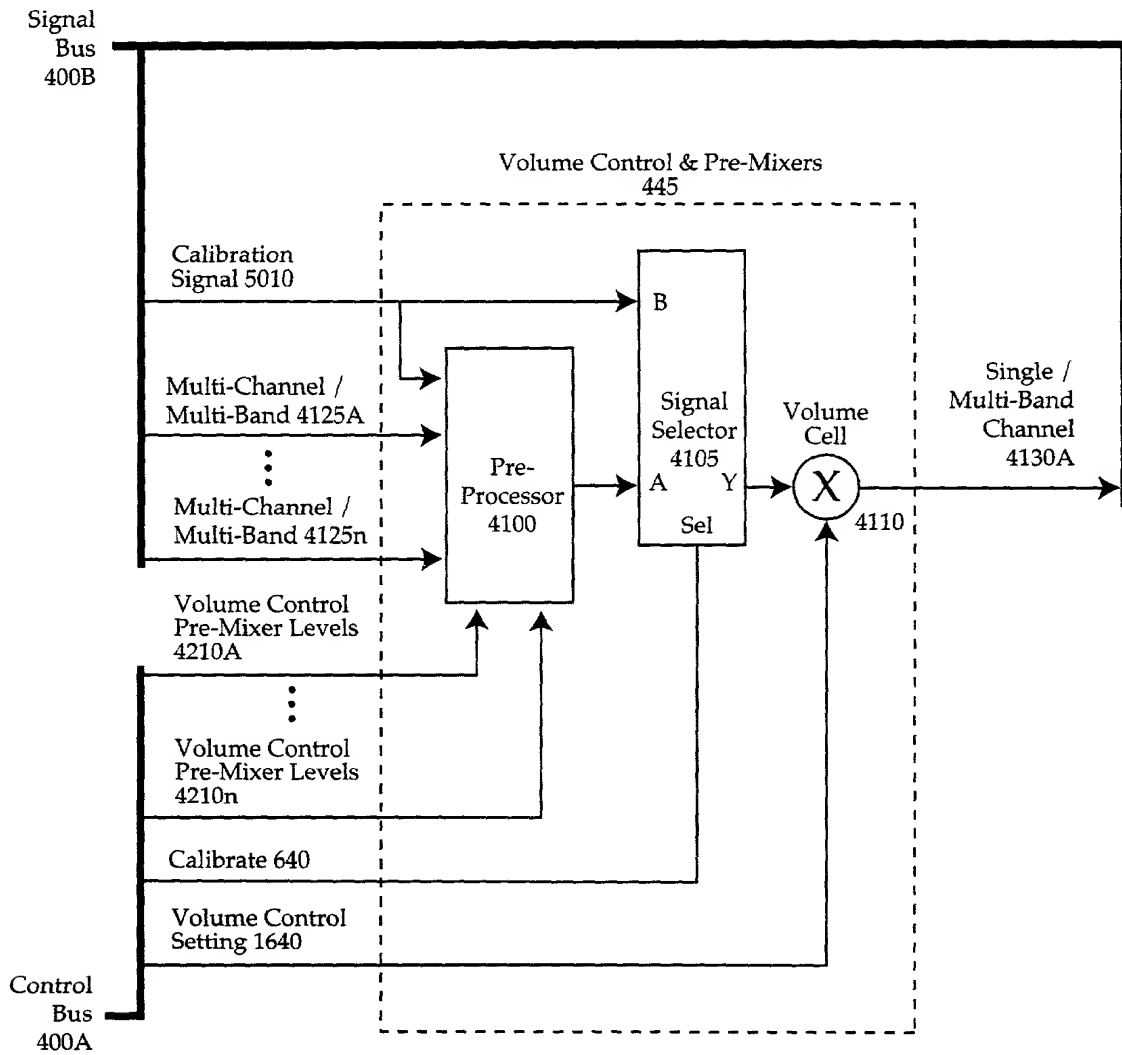 Signal
Bus
400B
Volume Control & Pre-Mixers
445
Calibration
Signal 5010
B
Multi-Channel /
Multi-Band 4125A
Signal
Selector
4105
Volume
Cell
Single /
Multi-Band
Channel
4130A
Pre-
Processor
4100
A
Y
X
Multi-Channel /
Multi-Band 4125n
Sel
4110
Volume Control
Pre-Mixer Levels
4210A
Volume Control
Pre-Mixer Levels
4210n
Calibrate 640
Volume Control
Setting 1640
Control
Bus
400A